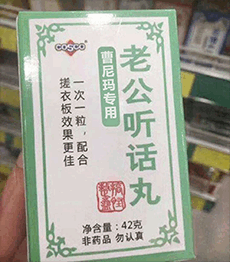 COSCO
曹尼玛专用
老公听话丸
一次一粒，配合
搓衣板效果更佳
净含量：42克
非药品 勿认真